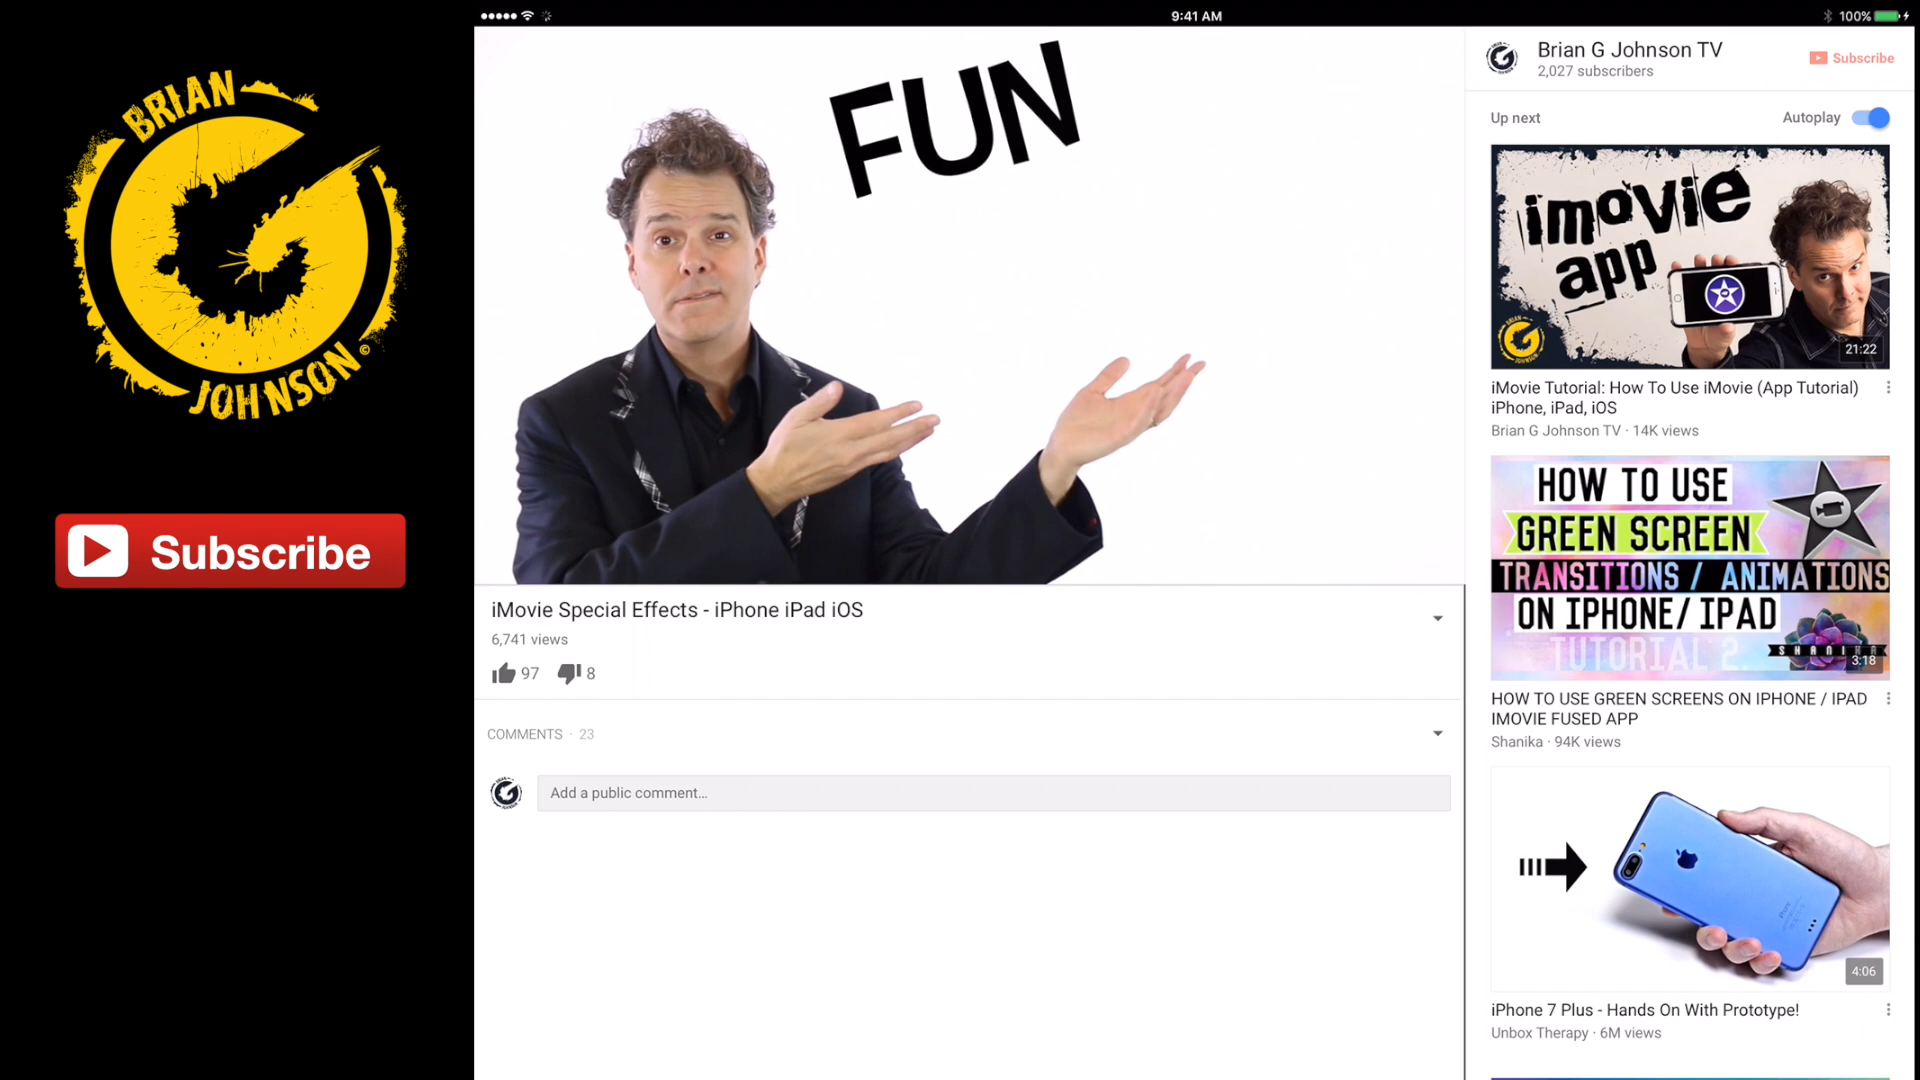 BRIAN
JOHNSON ©
Subscribe
9:41 AM
100%
FUN
iMovie Special Effects - iPhone iPad iOS
6,741 views
97
8
COMMENTS · 23
Add a public comment...
Brian G Johnson TV
2,027 subscribers
Subscribe
Up next
Autoplay
imovie
app
BRIAN
JOHNSON
21:22
iMovie Tutorial: How To Use iMovie (App Tutorial)
iPhone, iPad, iOS
Brian G Johnson TV · 14K views
HOW TO USE
GREEN SCREEN
TRANSITIONS / ANIMATIONS
ON IPHONE/ IPAD
TUTORIAL 2.
3:18
HOW TO USE GREEN SCREENS ON IPHONE / IPAD
IMOVIE FUSED APP
Shanika · 94K views
iPhone
4:06
iPhone 7 Plus - Hands On With Prototype!
Unbox Therapy · 6M views